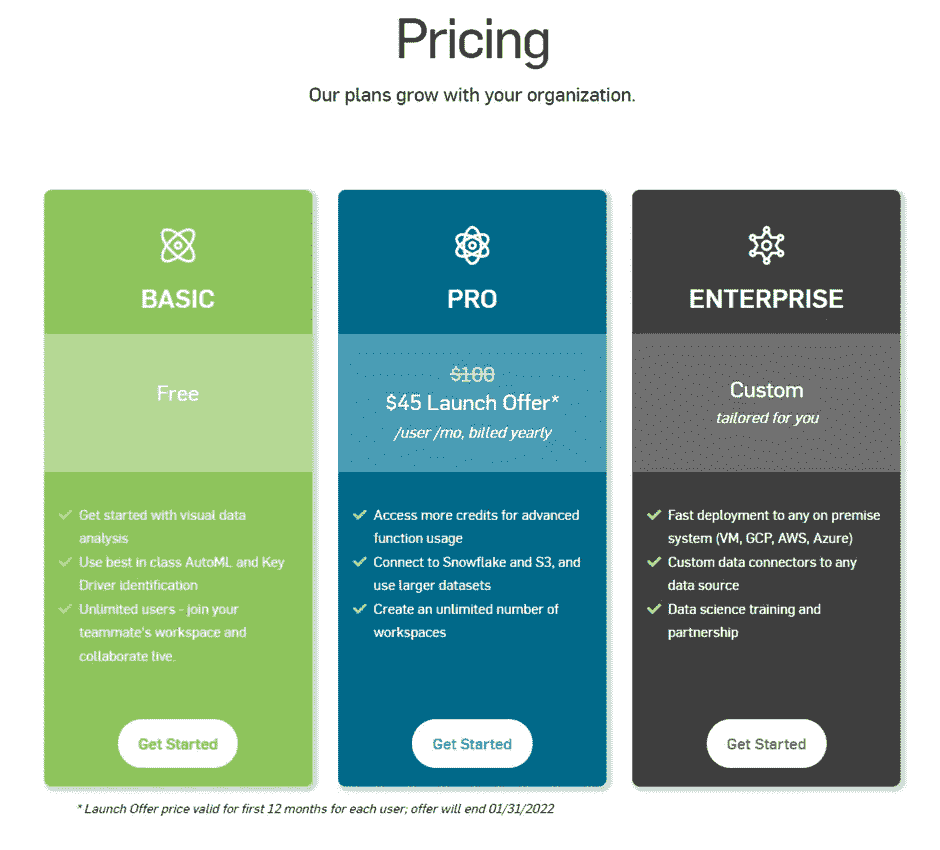 Pricing
Our plans grow with your organization.
BASIC
Free
Get started with visual data
analysis
Use best in class AutoML and Key
Driver identification
Unlimited users - join your
teammate's workspace and
collaborate live.
Get Started
PRO
$100
$45 Launch Offer*
/user /mo, billed yearly
Access more credits for advanced
function usage
Connect to Snowflake and S3, and
use larger datasets
Create an unlimited number of
workspaces
Get Started
ENTERPRISE
Custom
tailored for you
Fast deployment to any on premise
system (VM, GCP, AWS, Azure)
Custom data connectors to any
data source
Data science training and
partnership
Get Started
* Launch Offer price valid for first 12 months for each user; offer will end 01/31/2022